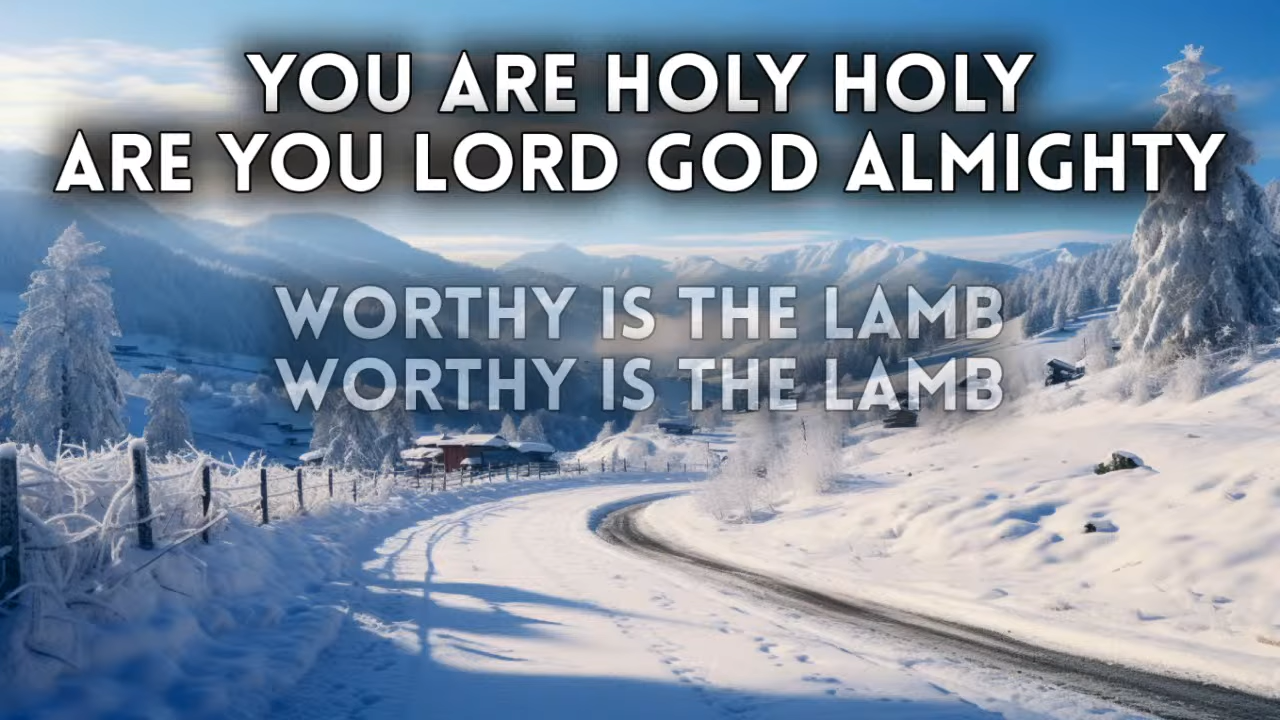 YOU ARE HOLY HOLY
ARE YOU LORD GOD ALMIGHTY
WORTHY IS THE LAMB
WORTHY IS THE LAMB